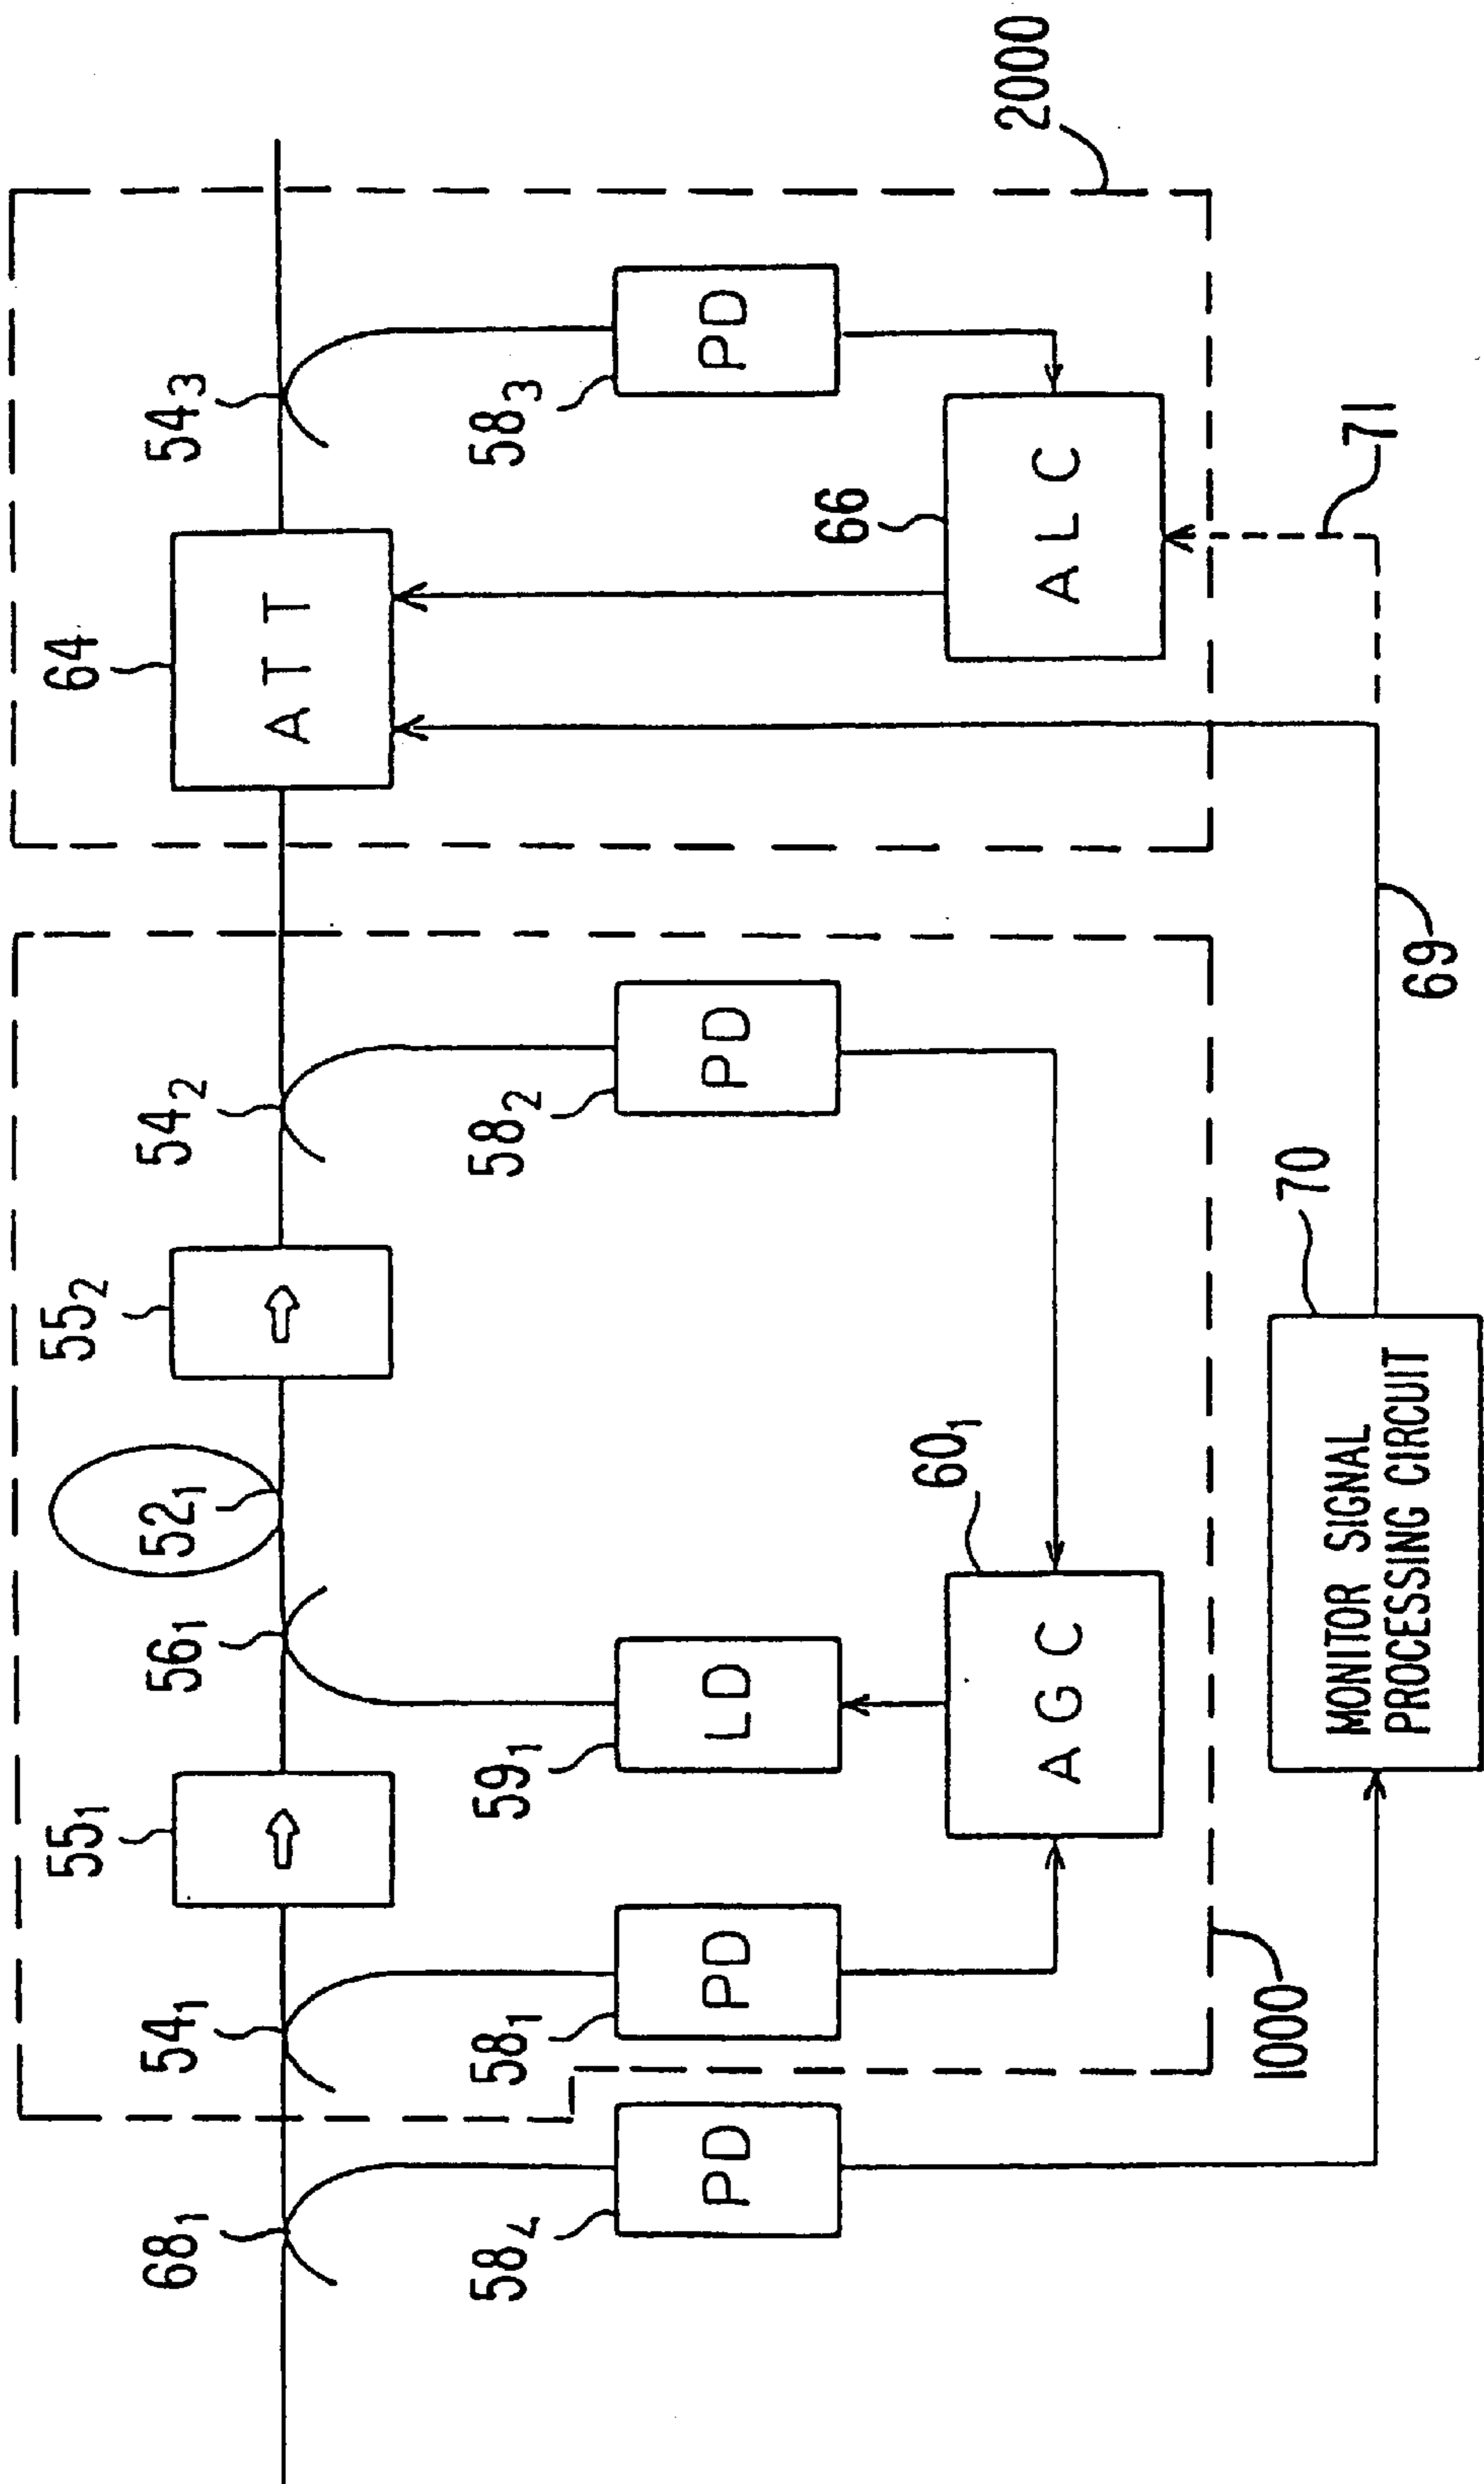 68₁
54₁
55₁
56₁
52₁
55₂
54₂
64
ATT
54₃
58₄
PD
58₁
PD
59₁
LD
58₂
PD
58₃
PD
60₁
AGC
66
ALC
2000
1000
MONITOR SIGNAL
PROCESSING CIRCUIT
70
69
71